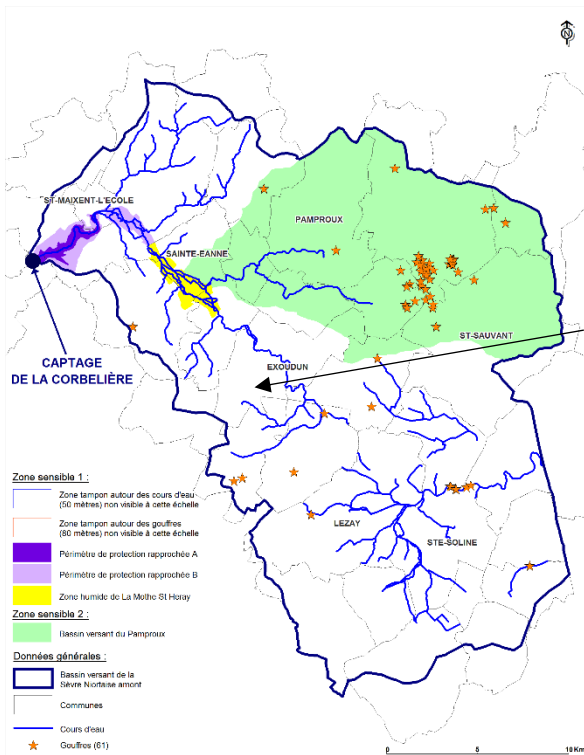 N
ST-MAIXENT-L'ECOLE
PAMPROUX
SAINTE-EANNE
ST-SAUVANT
CAPTAGE
DE LA CORBELIÈRE
EXOUDUN
LEZAY
STE-SOLINE
Zone sensible 1 :
Zone tampon autour des cours d'eau
(50 mètres) non visible à cette échelle
Zone tampon autour des gouffres
(80 mètres) non visible à cette échelle
Périmètre de protection rapprochée A
Périmètre de protection rapprochée B
Zone humide de La Mothe St Heray
Zone sensible 2 :
Bassin versant du Pamproux
Données générales :
Bassin versant de la
Sèvre Niortaise amont
Communes
Cours d'eau
Gouffres (61)
0 5 10 Km